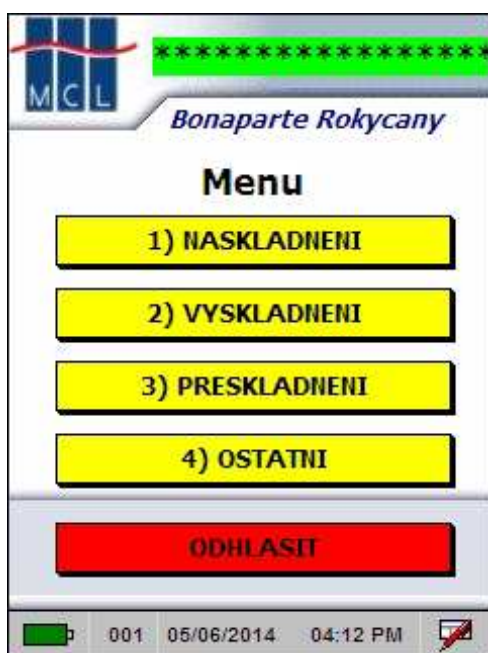 *****************
MCL
Bonaparte Rokycany
Menu
1) NASKLADNENI
2) VYSKLADNENI
3) PRESKLADNENI
4) OSTATNI
ODHLASIT
001 05/06/2014 04:12 PM